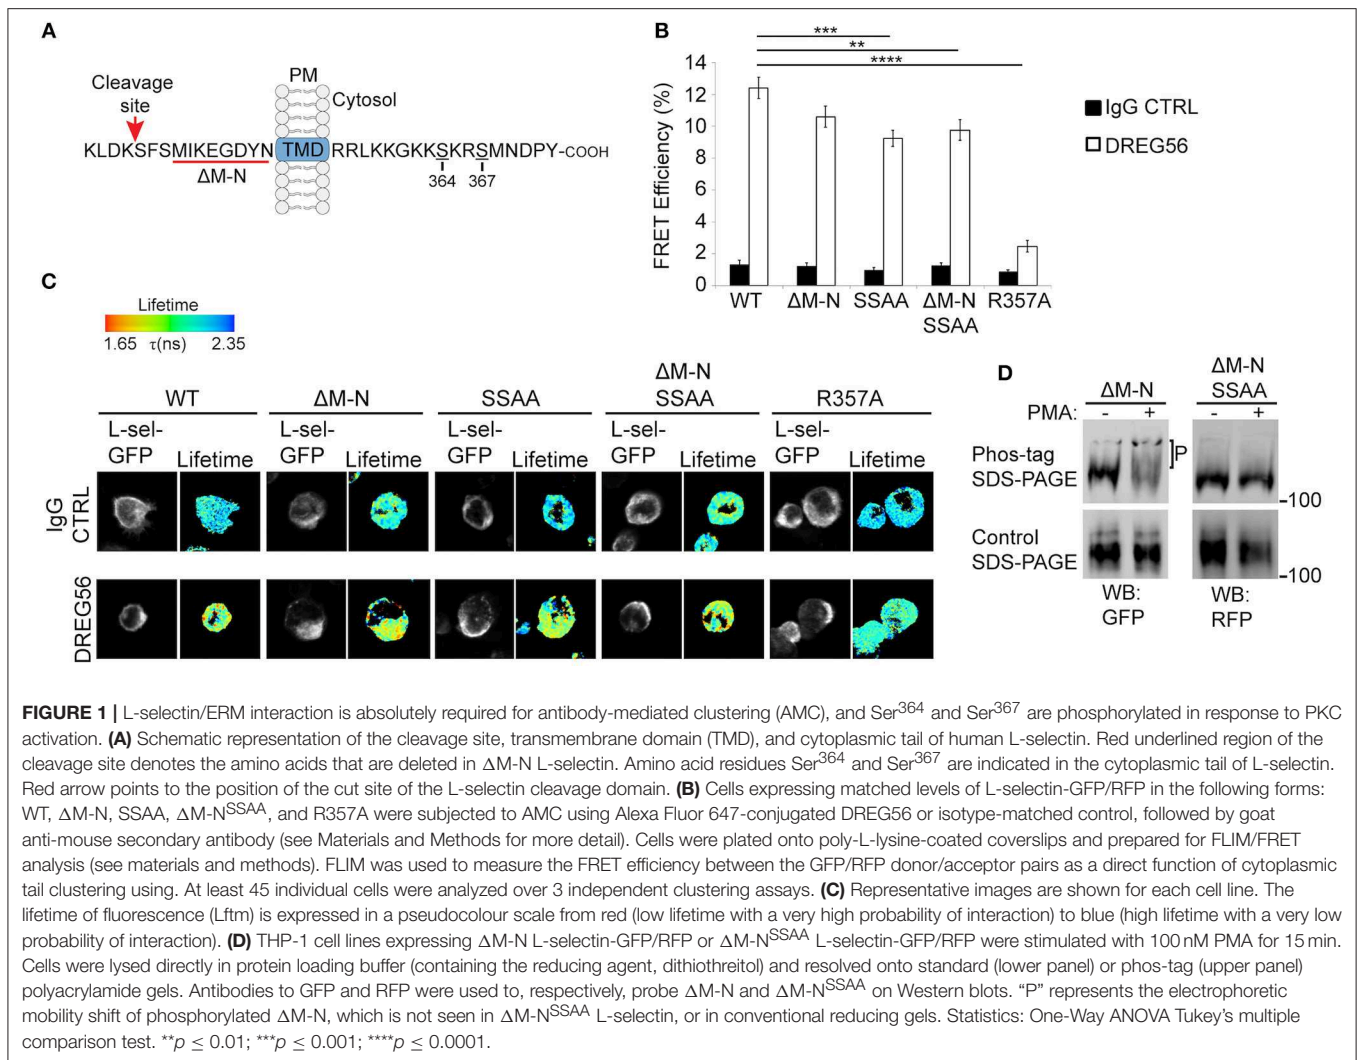 A
PM
Cleavage
site
Cytosol
KLDKSFSMIKEGDYN TMD RRLKKGKKSKRSMNDPY-COOH
ΔM-N
364 367
B
***
**
****
FRET Efficiency (%)
14
12
10
8
6
4
2
0
WT ΔM-N SSAA ΔM-N SSAA R357A
IgG CTRL
DREG56
C
Lifetime
1.65 τ(ns) 2.35
WT ΔM-N SSAA ΔM-N SSAA R357A
L-sel-GFP Lifetime L-sel-GFP Lifetime L-sel-GFP Lifetime L-sel-GFP Lifetime L-sel-GFP Lifetime
IgG CTRL
DREG56
D
ΔM-N ΔM-N SSAA
PMA: - + - +
Phos-tag
SDS-PAGE
P
-100
Control
SDS-PAGE
-100
WB: GFP WB: RFP
FIGURE 1 | L-selectin/ERM interaction is absolutely required for antibody-mediated clustering (AMC), and Ser364 and Ser367 are phosphorylated in response to PKC
activation. (A) Schematic representation of the cleavage site, transmembrane domain (TMD), and cytoplasmic tail of human L-selectin. Red underlined region of the
cleavage site denotes the amino acids that are deleted in ΔM-N L-selectin. Amino acid residues Ser364 and Ser367 are indicated in the cytoplasmic tail of L-selectin.
Red arrow points to the position of the cut site of the L-selectin cleavage domain. (B) Cells expressing matched levels of L-selectin-GFP/RFP in the following forms:
WT, ΔM-N, SSAA, ΔM-NSSAA, and R357A were subjected to AMC using Alexa Fluor 647-conjugated DREG56 or isotype-matched control, followed by goat
anti-mouse secondary antibody (see Materials and Methods for more detail). Cells were plated onto poly-L-lysine-coated coverslips and prepared for FLIM/FRET
analysis (see materials and methods). FLIM was used to measure the FRET efficiency between the GFP/RFP donor/acceptor pairs as a direct function of cytoplasmic
tail clustering using. At least 45 individual cells were analyzed over 3 independent clustering assays. (C) Representative images are shown for each cell line. The
lifetime of fluorescence (Lftm) is expressed in a pseudocolour scale from red (low lifetime with a very high probability of interaction) to blue (high lifetime with a very low
probability of interaction). (D) THP-1 cell lines expressing ΔM-N L-selectin-GFP/RFP or ΔM-NSSAA L-selectin-GFP/RFP were stimulated with 100 nM PMA for 15 min.
Cells were lysed directly in protein loading buffer (containing the reducing agent, dithiothreitol) and resolved onto standard (lower panel) or phos-tag (upper panel)
polyacrylamide gels. Antibodies to GFP and RFP were used to, respectively, probe ΔM-N and ΔM-NSSAA on Western blots. “P” represents the electrophoretic
mobility shift of phosphorylated ΔM-N, which is not seen in ΔM-NSSAA L-selectin, or in conventional reducing gels. Statistics: One-Way ANOVA Tukey's multiple
comparison test. **p ≤ 0.01; ***p ≤ 0.001; ****p ≤ 0.0001.